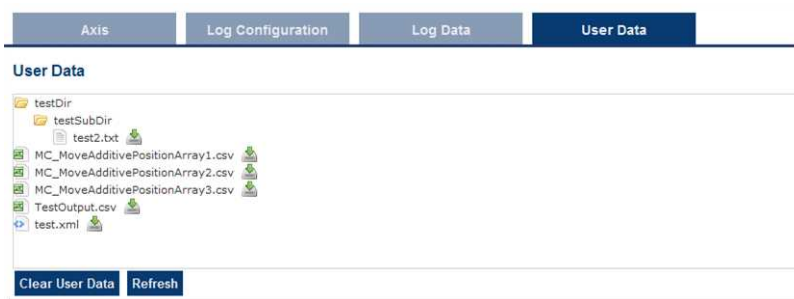 Axis Log Configuration Log Data User Data
User Data
testDir
testSubDir
test2.txt
MC_MoveAdditivePositionArray1.csv
MC_MoveAdditivePositionArray2.csv
MC_MoveAdditivePositionArray3.csv
TestOutput.csv
test.xml
Clear User Data Refresh